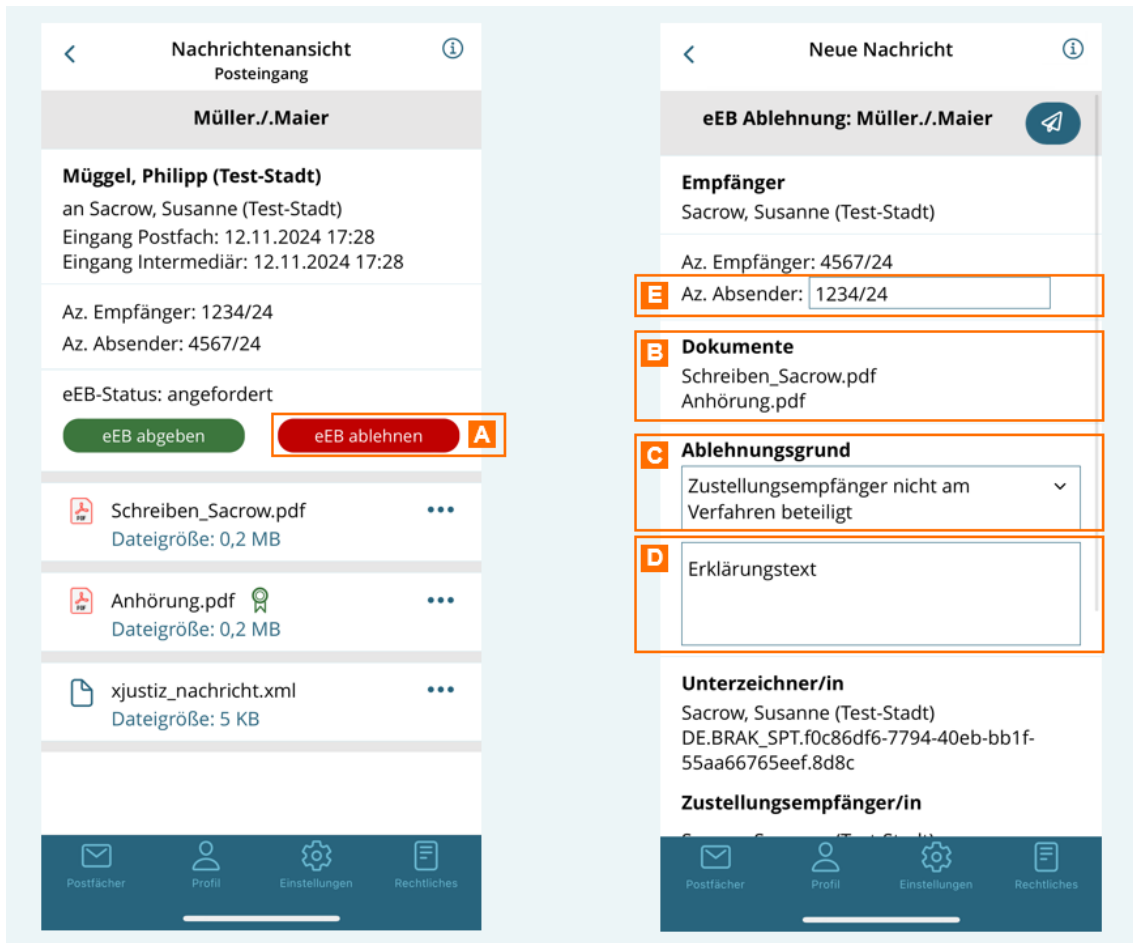 Nachrichtenansicht
Posteingang
Müller./.Maier
Müggel, Philipp (Test-Stadt)
an Sacrow, Susanne (Test-Stadt)
Eingang Postfach: 12.11.2024 17:28
Eingang Intermediär: 12.11.2024 17:28
Az. Empfänger: 1234/24
Az. Absender: 4567/24
eEB-Status: angefordert
eEB abgeben
eEB ablehnen
A
PDF
Schreiben_Sacrow.pdf
Dateigröße: 0,2 MB
PDF
Anhörung.pdf
Dateigröße: 0,2 MB
xjustiz_nachricht.xml
Dateigröße: 5 KB
Postfächer
Profil
Einstellungen
Rechtliches
Neue Nachricht
eEB Ablehnung: Müller./.Maier
Empfänger
Sacrow, Susanne (Test-Stadt)
Az. Empfänger: 4567/24
E
Az. Absender: 1234/24
B
Dokumente
Schreiben_Sacrow.pdf
Anhörung.pdf
C
Ablehnungsgrund
Zustellungsempfänger nicht am
Verfahren beteiligt
D
Erklärungstext
Unterzeichner/in
Sacrow, Susanne (Test-Stadt)
DE.BRAK_SPT.f0c86df6-7794-40eb-bb1f-
55aa66765eef.8d8c
Zustellungsempfänger/in
Postfächer
Profil
Einstellungen
Rechtliches